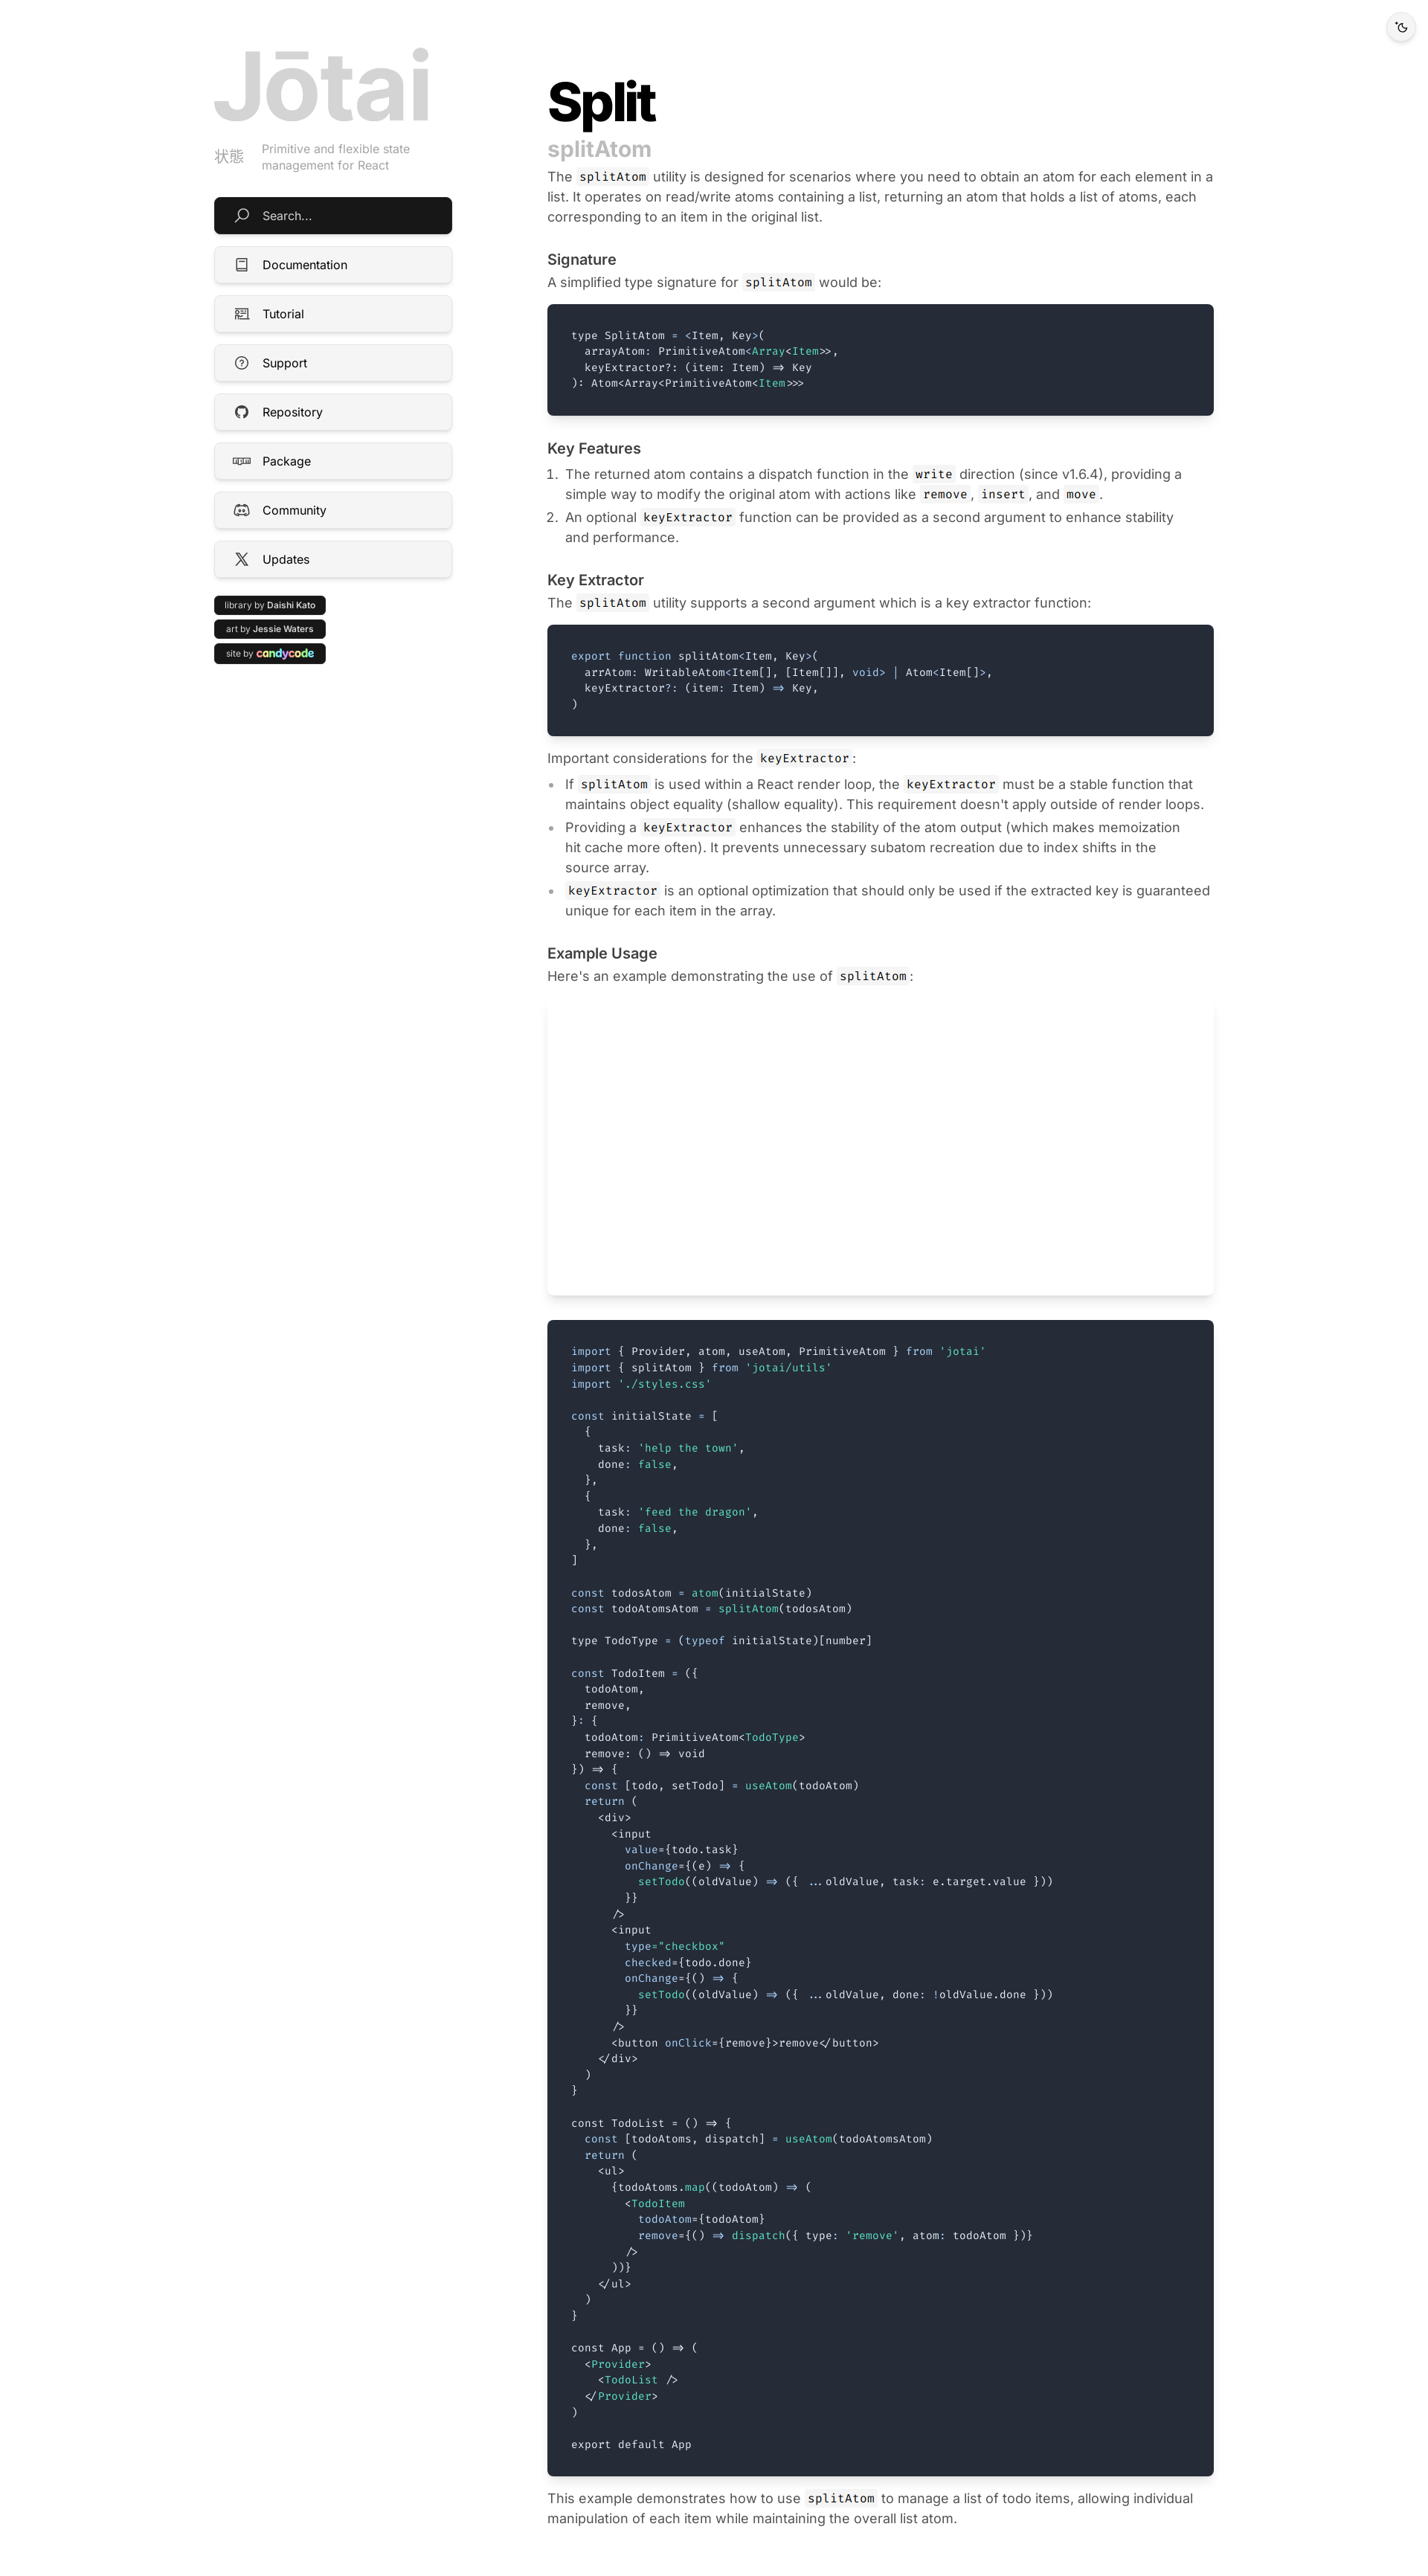 Jōtai
状態
Primitive and flexible state
management for React
Search...
Documentation
Tutorial
Support
Repository
Package
Community
Updates
library by Daishi Kato
art by Jessie Waters
site by candycode
Split
splitAtom
The splitAtom utility is designed for scenarios where you need to obtain an atom for each element in a
list. It operates on read/write atoms containing a list, returning an atom that holds a list of atoms, each
corresponding to an item in the original list.
Signature
A simplified type signature for splitAtom would be:
type SplitAtom = <Item, Key>(
  arrayAtom: PrimitiveAtom<Array<Item>>,
  keyExtractor?: (item: Item) => Key
): Atom<Array<PrimitiveAtom<Item>>>
Key Features
1. The returned atom contains a dispatch function in the write direction (since v1.6.4), providing a
simple way to modify the original atom with actions like remove, insert, and move.
2. An optional keyExtractor function can be provided as a second argument to enhance stability
and performance.
Key Extractor
The splitAtom utility supports a second argument which is a key extractor function:
export function splitAtom<Item, Key>(
  arrAtom: WritableAtom<Item[], [Item[]], void> | Atom<Item[]>,
  keyExtractor?: (item: Item) => Key,
)
Important considerations for the keyExtractor:
• If splitAtom is used within a React render loop, the keyExtractor must be a stable function that
maintains object equality (shallow equality). This requirement doesn't apply outside of render loops.
• Providing a keyExtractor enhances the stability of the atom output (which makes memoization
hit cache more often). It prevents unnecessary subatom recreation due to index shifts in the
source array.
• keyExtractor is an optional optimization that should only be used if the extracted key is guaranteed
unique for each item in the array.
Example Usage
Here's an example demonstrating the use of splitAtom:
import { Provider, atom, useAtom, PrimitiveAtom } from 'jotai'
import { splitAtom } from 'jotai/utils'
import './styles.css'
const initialState = [
  {
    task: 'help the town',
    done: false,
  },
  {
    task: 'feed the dragon',
    done: false,
  },
]
const todosAtom = atom(initialState)
const todoAtomsAtom = splitAtom(todosAtom)
type TodoType = (typeof initialState)[number]
const TodoItem = ({
  todoAtom,
  remove,
}: {
  todoAtom: PrimitiveAtom<TodoType>
  remove: () => void
}) => {
  const [todo, setTodo] = useAtom(todoAtom)
  return (
    <div>
      <input
        value={todo.task}
        onChange={(e) => {
          setTodo((oldValue) => ({ ...oldValue, task: e.target.value }))
        }}
      />
      <input
        type="checkbox"
        checked={todo.done}
        onChange={() => {
          setTodo((oldValue) => ({ ...oldValue, done: !oldValue.done }))
        }}
      />
      <button onClick={remove}>remove</button>
    </div>
  )
}
const TodoList = () => {
  const [todoAtoms, dispatch] = useAtom(todoAtomsAtom)
  return (
    <ul>
      {todoAtoms.map((todoAtom) => (
        <TodoItem
          todoAtom={todoAtom}
          remove={() => dispatch({ type: 'remove', atom: todoAtom })}
        />
      ))}
    </ul>
  )
}
const App = () => (
  <Provider>
    <TodoList />
  </Provider>
)
export default App
This example demonstrates how to use splitAtom to manage a list of todo items, allowing individual
manipulation of each item while maintaining the overall list atom.